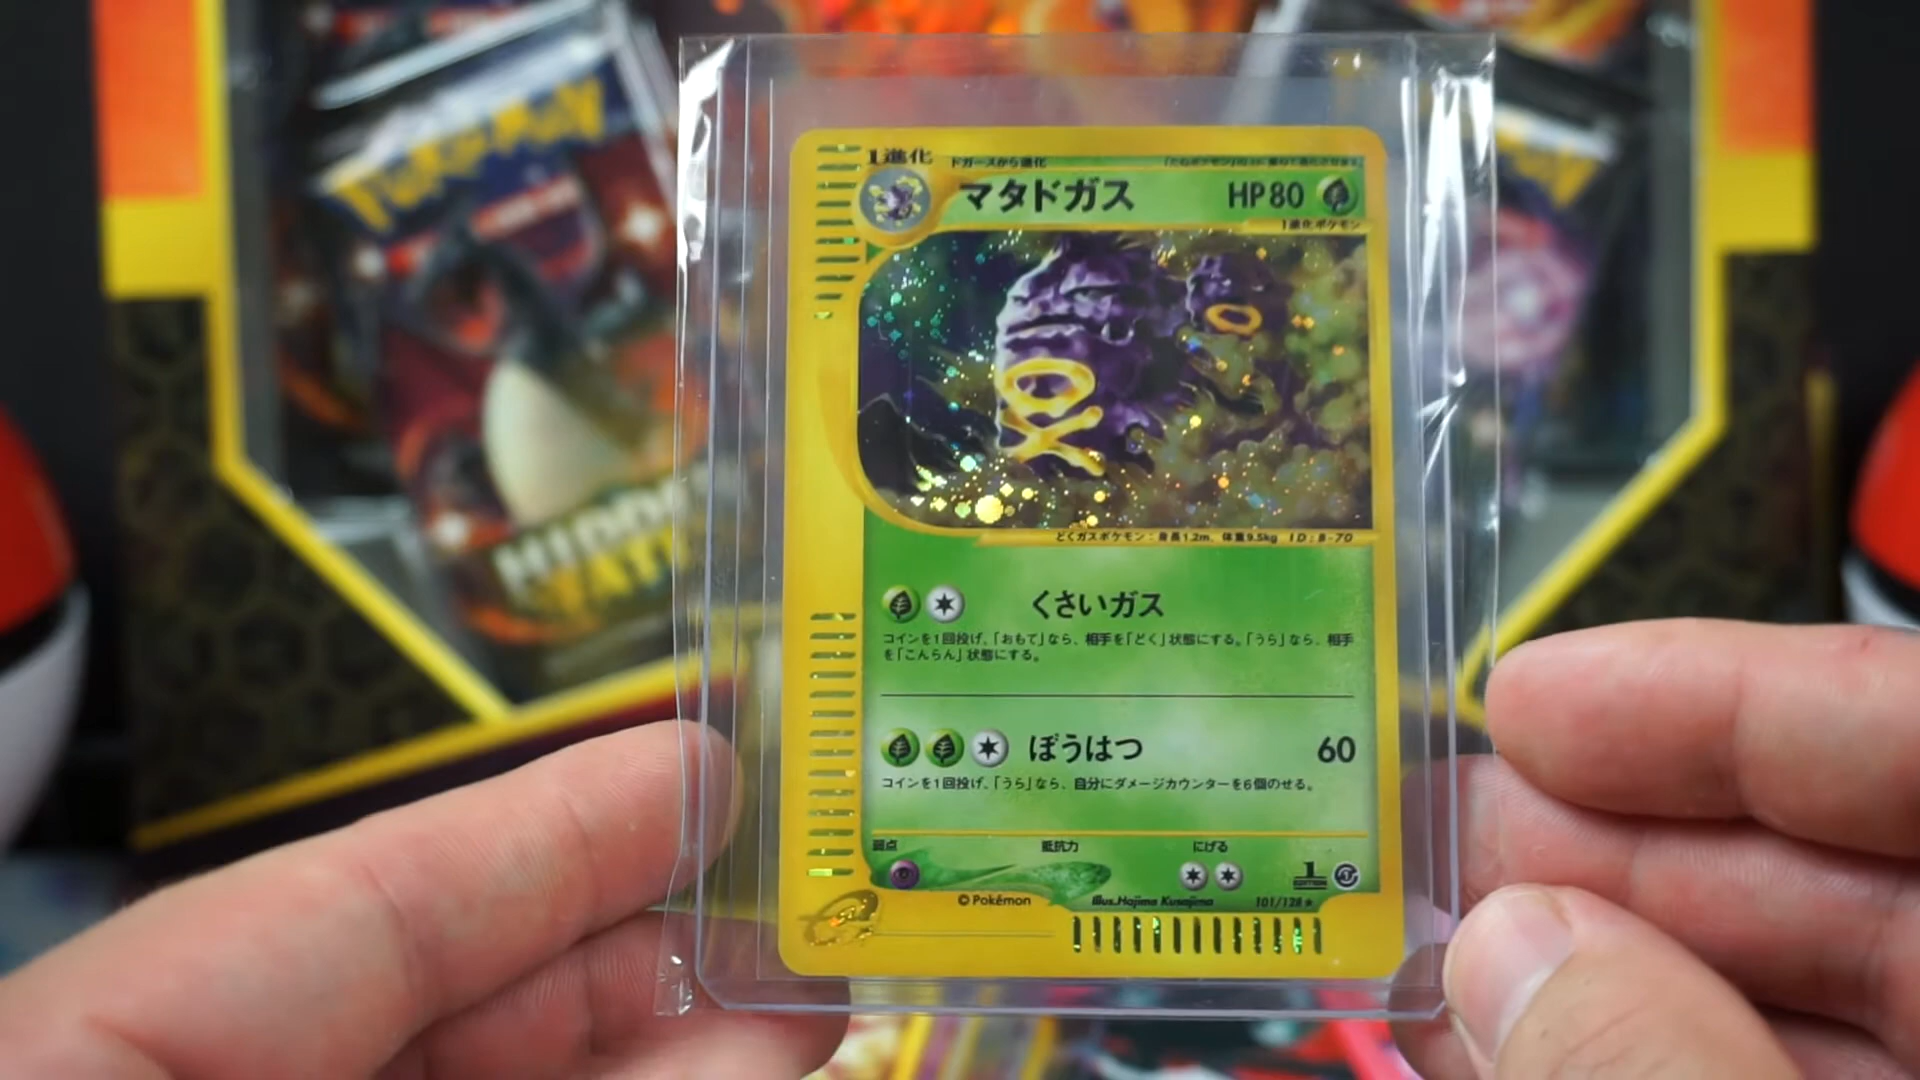 Pokémon
1進化 ドガースから進化
マタドガス HP80
1進化ポケモン
どくガスポケモン：身長1.2m、体重9.5kg ID:B-70
くさいガス
コインを1回投げ、「おもて」なら、相手を「どく」状態にする。「うら」なら、相手
を「こんらん」状態にする。
ぼうはつ 60
コインを1回投げ、「うら」なら、自分にダメージカウンターを6個のせる。
弱点 抵抗力 にげる
1
EDITION
©Pokémon Illus.Hajime Kusajima 101/128★